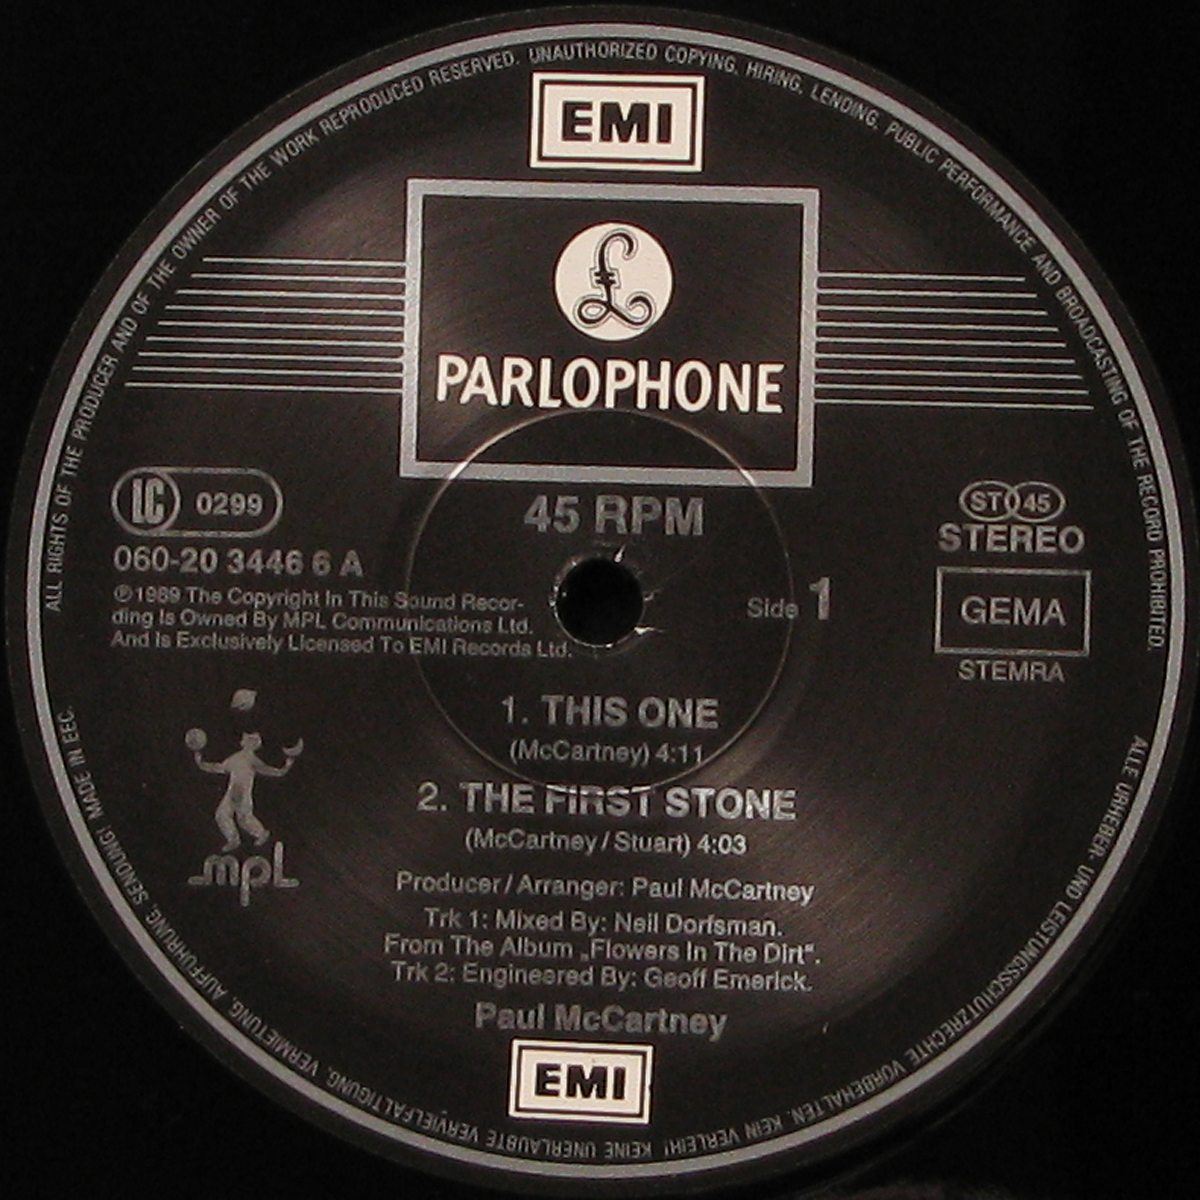 ALL RIGHTS OF THE PRODUCER AND OF THE OWNER OF THE WORK REPRODUCED RESERVED. UNAUTHORIZED COPYING, HIRING, LENDING, PUBLIC PERFORMANCE AND BROADCASTING OF THE RECORD PROHIBITED.
EMI
£
PARLOPHONE
LC 0299
45 RPM
ST 45
STEREO
060-20 3446 6 A
℗ 1989 The Copyright In This Sound Recor-
ding Is Owned By MPL Communications Ltd.
And Is Exclusively Licensed To EMI Records Ltd.
Side 1
GEMA
STEMRA
1. THIS ONE
(McCartney) 4:11
2. THE FIRST STONE
(McCartney / Stuart) 4:03
mpL
Producer / Arranger: Paul McCartney
Trk 1: Mixed By: Neil Dorfsman.
From The Album „Flowers In The Dirt“.
Trk 2: Engineered By: Geoff Emerick.
Paul McCartney
EMI
ALLE URHEBER- UND LEISTUNGSSCHUTZRECHTE VORBEHALTEN. KEIN VERLEIH! KEINE UNERLAUBTE VERVIELFÄLTIGUNG, VERMIETUNG, AUFFÜHRUNG, SENDUNG! MADE IN EEC.